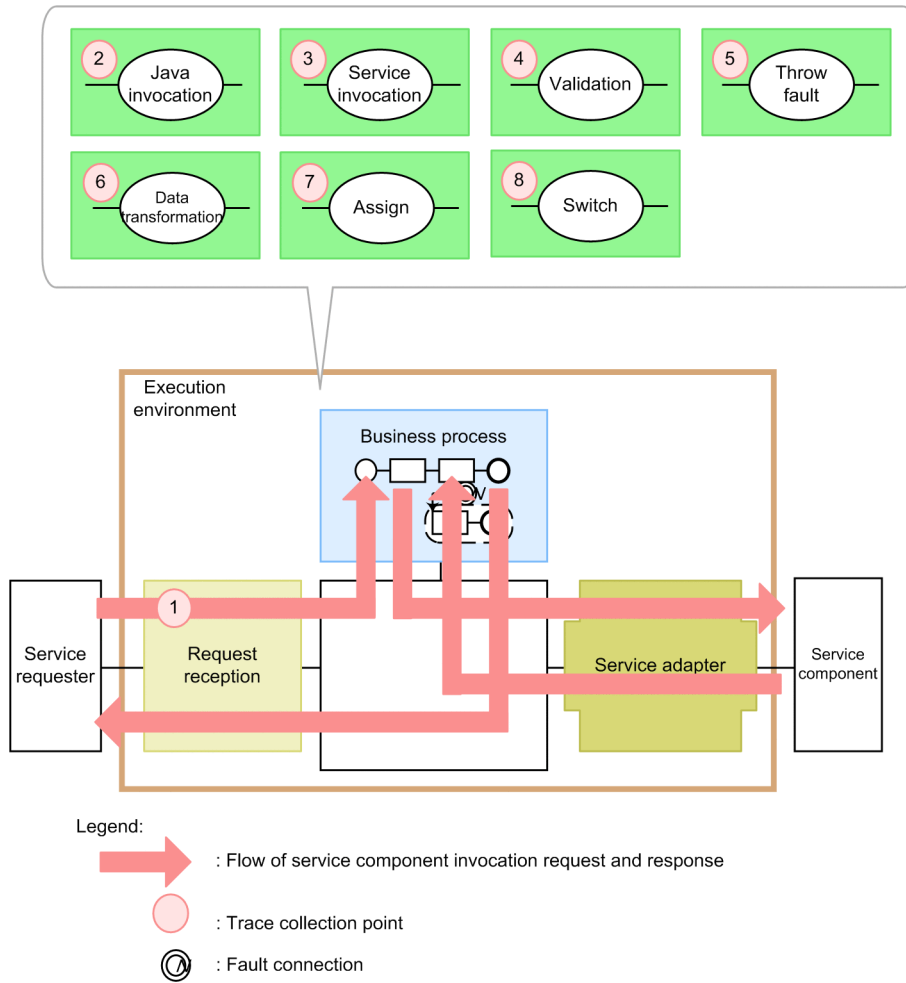 2
Java
invocation
3
Service
invocation
4
Validation
5
Throw
fault
6
Data
transformation
7
Assign
8
Switch
Execution
environment
Business process
N
1
Service
requester
Request
reception
Service adapter
Service
component
Legend:
: Flow of service component invocation request and response
: Trace collection point
N
: Fault connection